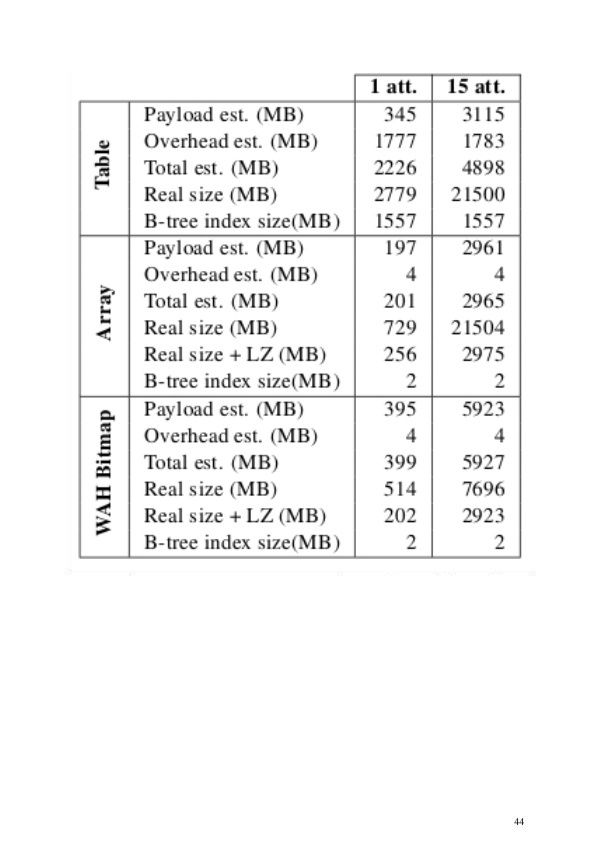 1 att. 15 att.
Table
Payload est. (MB) 345 3115
Overhead est. (MB) 1777 1783
Total est. (MB) 2226 4898
Real size (MB) 2779 21500
B-tree index size(MB) 1557 1557
Array
Payload est. (MB) 197 2961
Overhead est. (MB) 4 4
Total est. (MB) 201 2965
Real size (MB) 729 21504
Real size + LZ (MB) 256 2975
B-tree index size(MB) 2 2
WAH Bitmap
Payload est. (MB) 395 5923
Overhead est. (MB) 4 4
Total est. (MB) 399 5927
Real size (MB) 514 7696
Real size + LZ (MB) 202 2923
B-tree index size(MB) 2 2
44